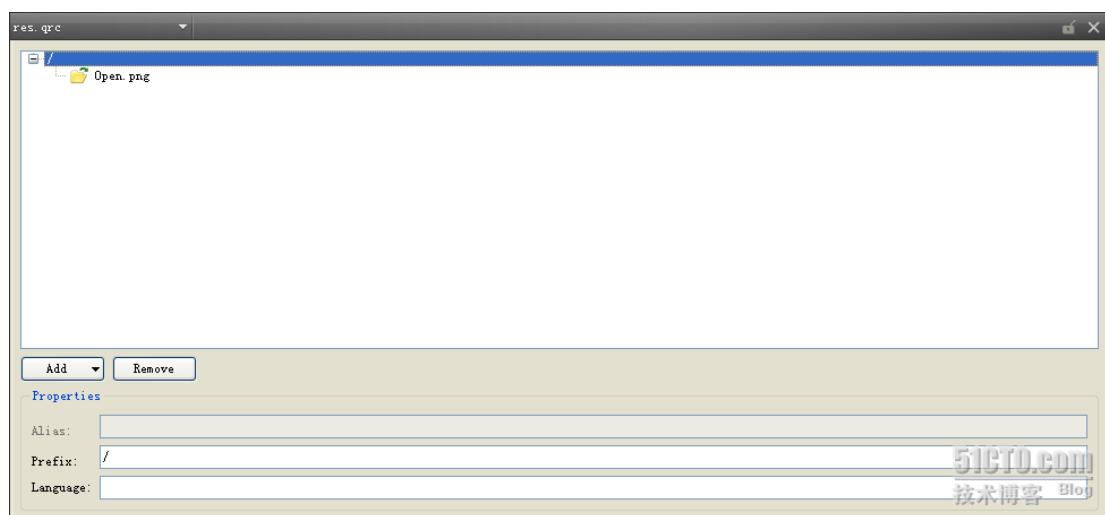 res.qrc
/
Open.png
Add
Remove
Properties
Alias:
Prefix:
/
Language:
51CTO.com
技术博客 Blog